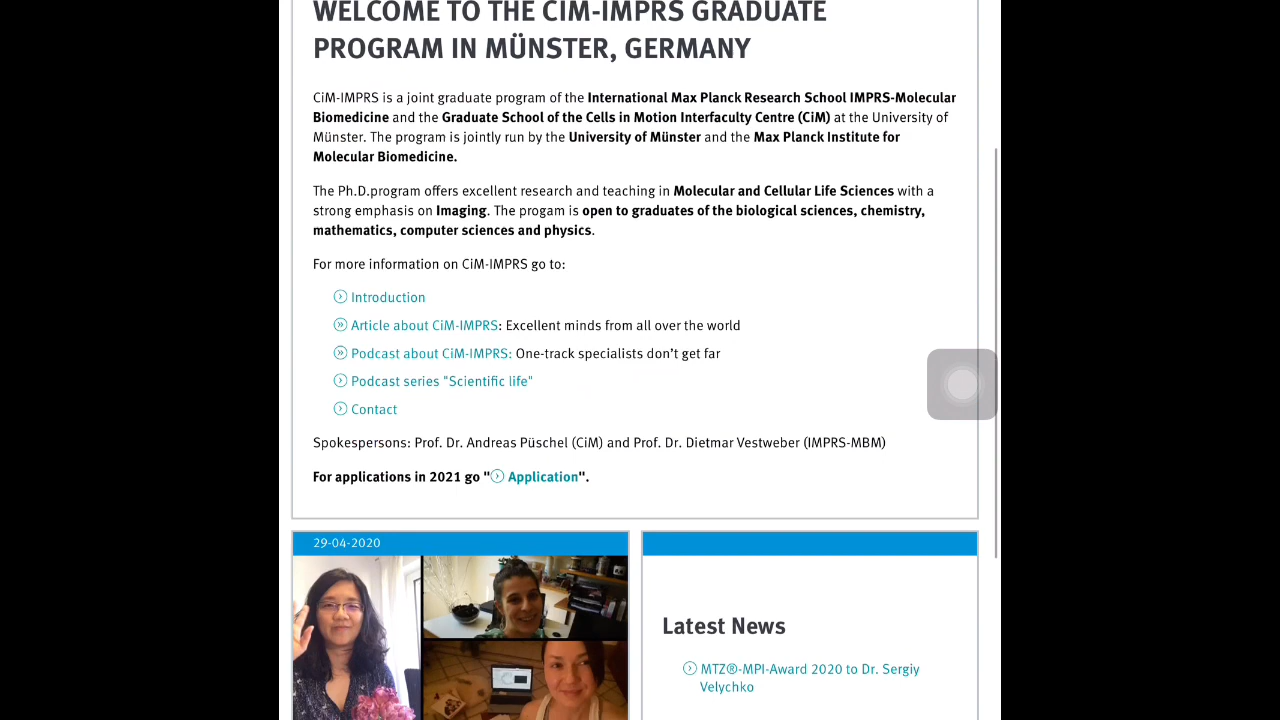 WELCOME TO THE CIM-IMPRS GRADUATE
PROGRAM IN MÜNSTER, GERMANY
CiM-IMPRS is a joint graduate program of the International Max Planck Research School IMPRS-Molecular
Biomedicine and the Graduate School of the Cells in Motion Interfaculty Centre (CiM) at the University of
Münster. The program is jointly run by the University of Münster and the Max Planck Institute for
Molecular Biomedicine.
The Ph.D.program offers excellent research and teaching in Molecular and Cellular Life Sciences with a
strong emphasis on Imaging. The progam is open to graduates of the biological sciences, chemistry,
mathematics, computer sciences and physics.
For more information on CiM-IMPRS go to:
Introduction
Article about CiM-IMPRS: Excellent minds from all over the world
Podcast about CiM-IMPRS: One-track specialists don't get far
Podcast series "Scientific life"
Contact
Spokespersons: Prof. Dr. Andreas Püschel (CiM) and Prof. Dr. Dietmar Vestweber (IMPRS-MBM)
For applications in 2021 go "Application".
29-04-2020
Latest News
MTZ®-MPI-Award 2020 to Dr. Sergiy
Velychko